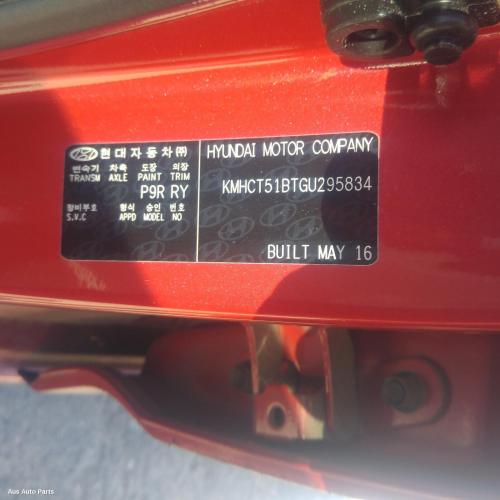 현대자동차㈜
변속기 차축 도장 외장
TRANSM AXLE PAINT TRIM
P9R RY
정비부호 형식 승인 번호
S.V.C APPD MODEL NO
HYUNDAI MOTOR COMPANY
KMHCT51BTGU295834
BUILT MAY 16
Aus Auto Parts